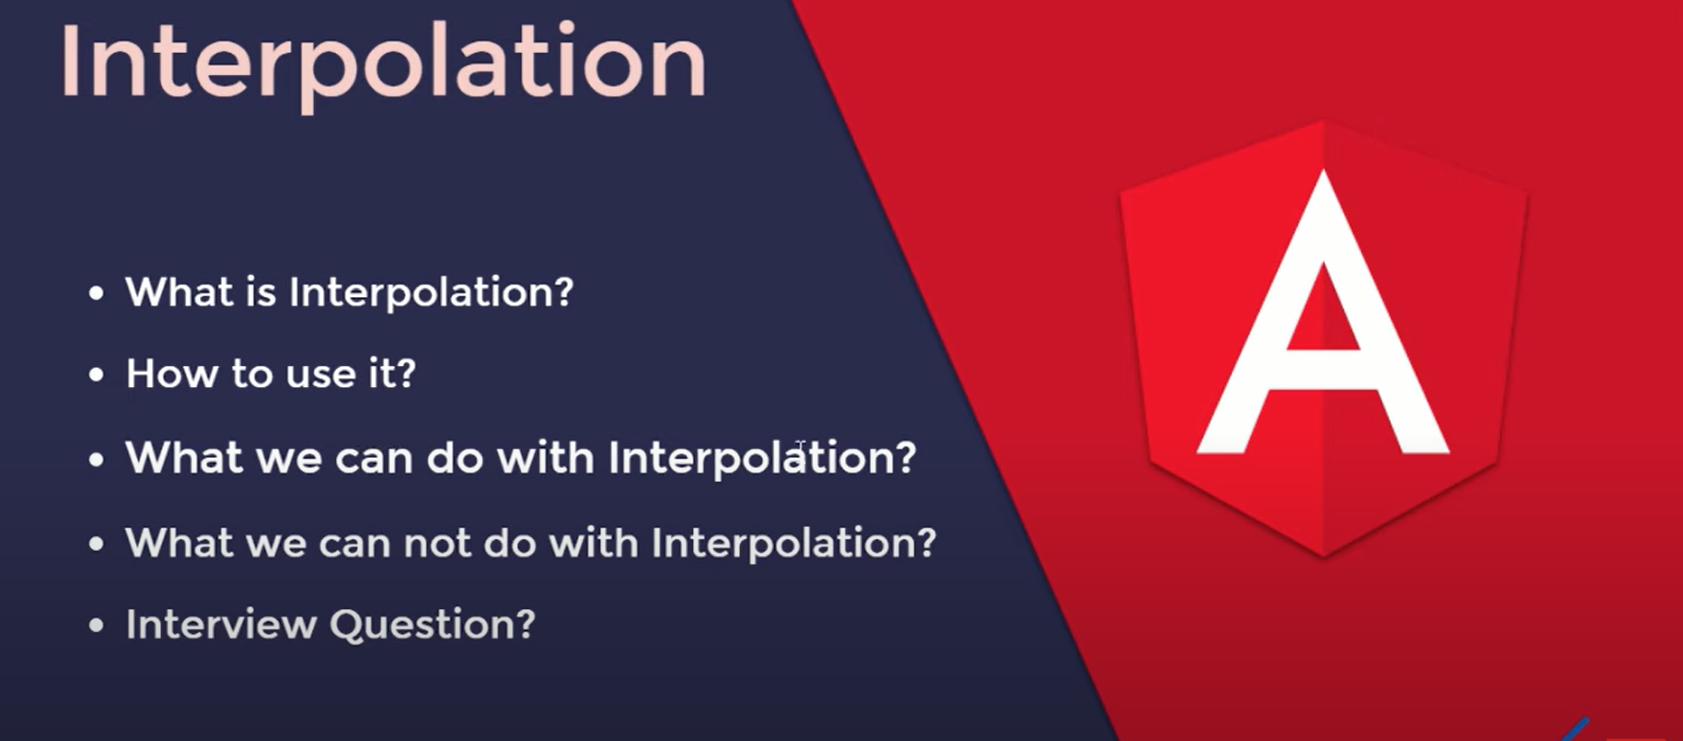 Interpolation
• What is Interpolation?
• How to use it?
• What we can do with Interpolation?
• What we can not do with Interpolation?
• Interview Question?